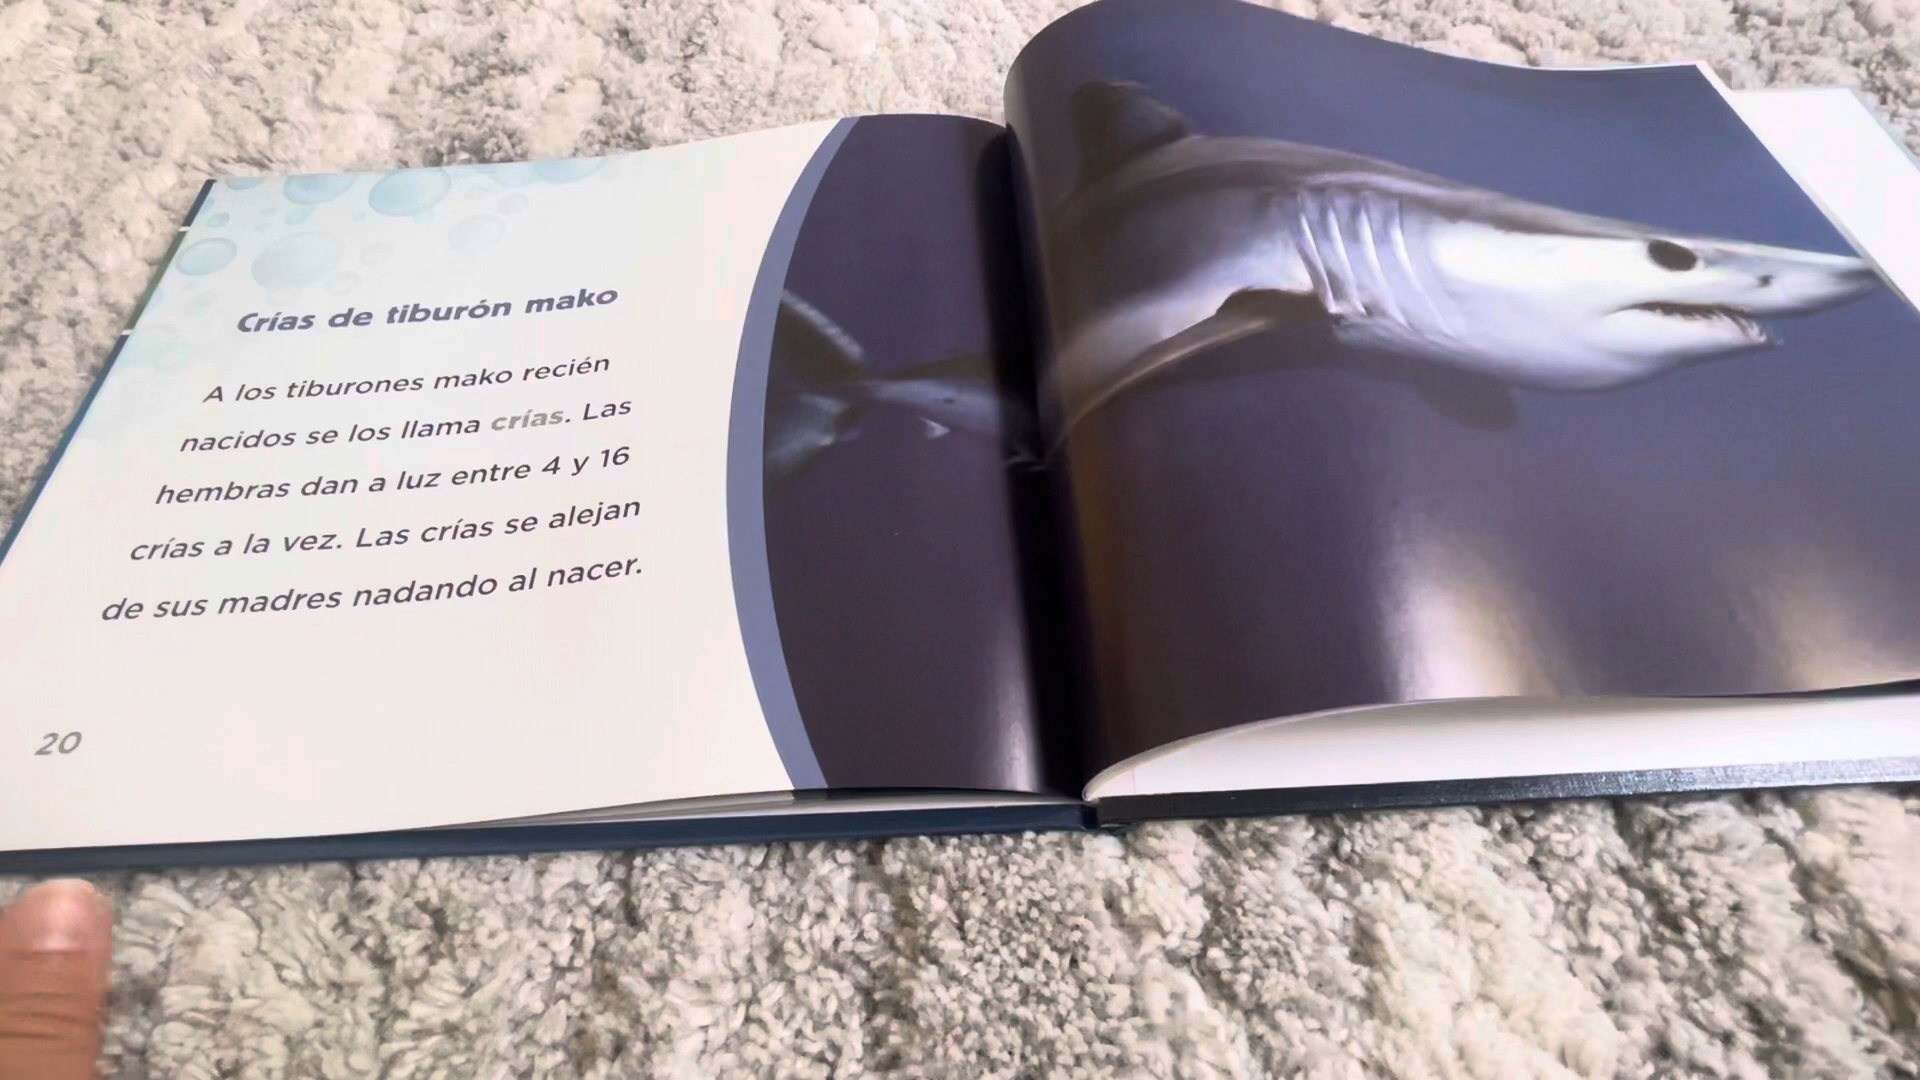 Crías de tiburón mako
A los tiburones mako recién
nacidos se los llama crías. Las
hembras dan a luz entre 4 y 16
crías a la vez. Las crías se alejan
de sus madres nadando al nacer.
20